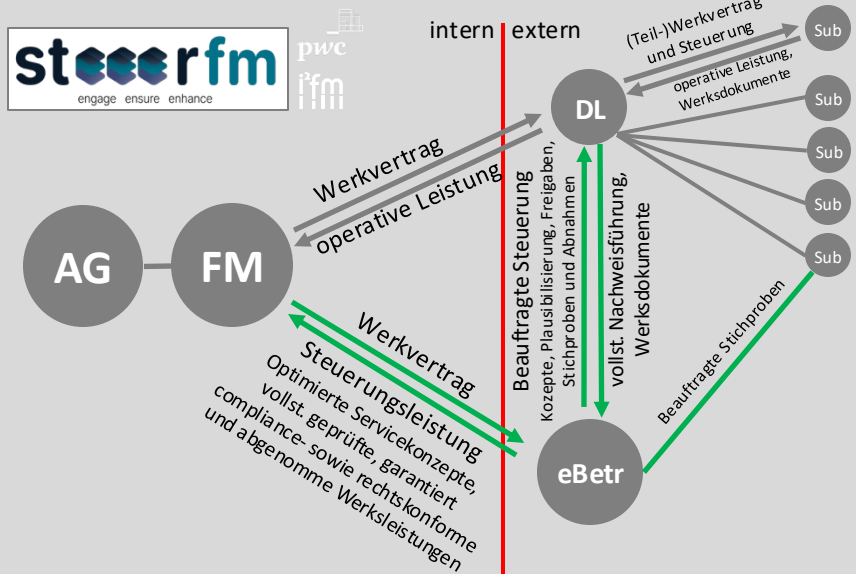 steeerfm
engage ensure enhance
pwc
i²fm
intern
extern
(Teil-)Werkvertrag
und Steuerung
operative Leistung,
Werksdokumente
Sub
Sub
Sub
Sub
Sub
DL
Werkvertrag
operative Leistung
AG
FM
Beauftragte Steuerung
Kozepte, Plausibilisierung, Freigaben,
Stichproben und Abnahmen
vollst. Nachweisführung,
Werksdokumente
Beauftragte Stichproben
Werkvertrag
Steuerungsleistung
Optimierte Servicekonzepte,
vollst. geprüfte, garantiert
compliance- sowie rechtskonforme
und abgenomme Werksleistungen
eBetr